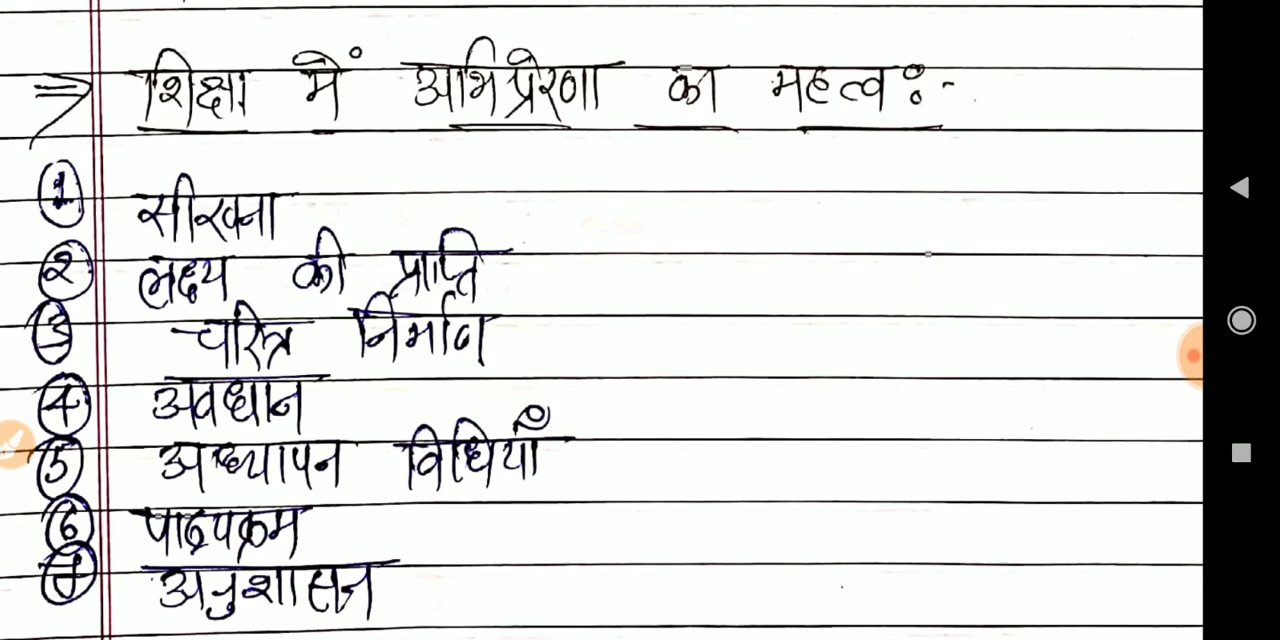 ⇒ शिक्षा में अभिप्रेरणा का महत्व :-
① सीखना
② लक्ष्य की प्राप्ति
③ चरित्र निर्माण
④ अवधान
⑤ अध्यापन विधियाँ
⑥ पाठ्यक्रम
⑦ अनुशासन